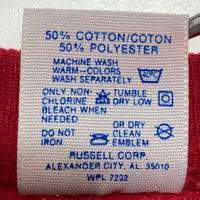 50% COTTON/COTON
50% POLYESTER
MACHINE WASH
WARM-COLORS
WASH SEPARATELY
ONLY NON- TUMBLE
CHLORINE DRY LOW
BLEACH WHEN
NEEDED OR
DO NOT DRY
IRON CLEAN
EMBLEM
RUSSELL CORP.
ALEXANDER CITY, AL. 35010
WPL 7232